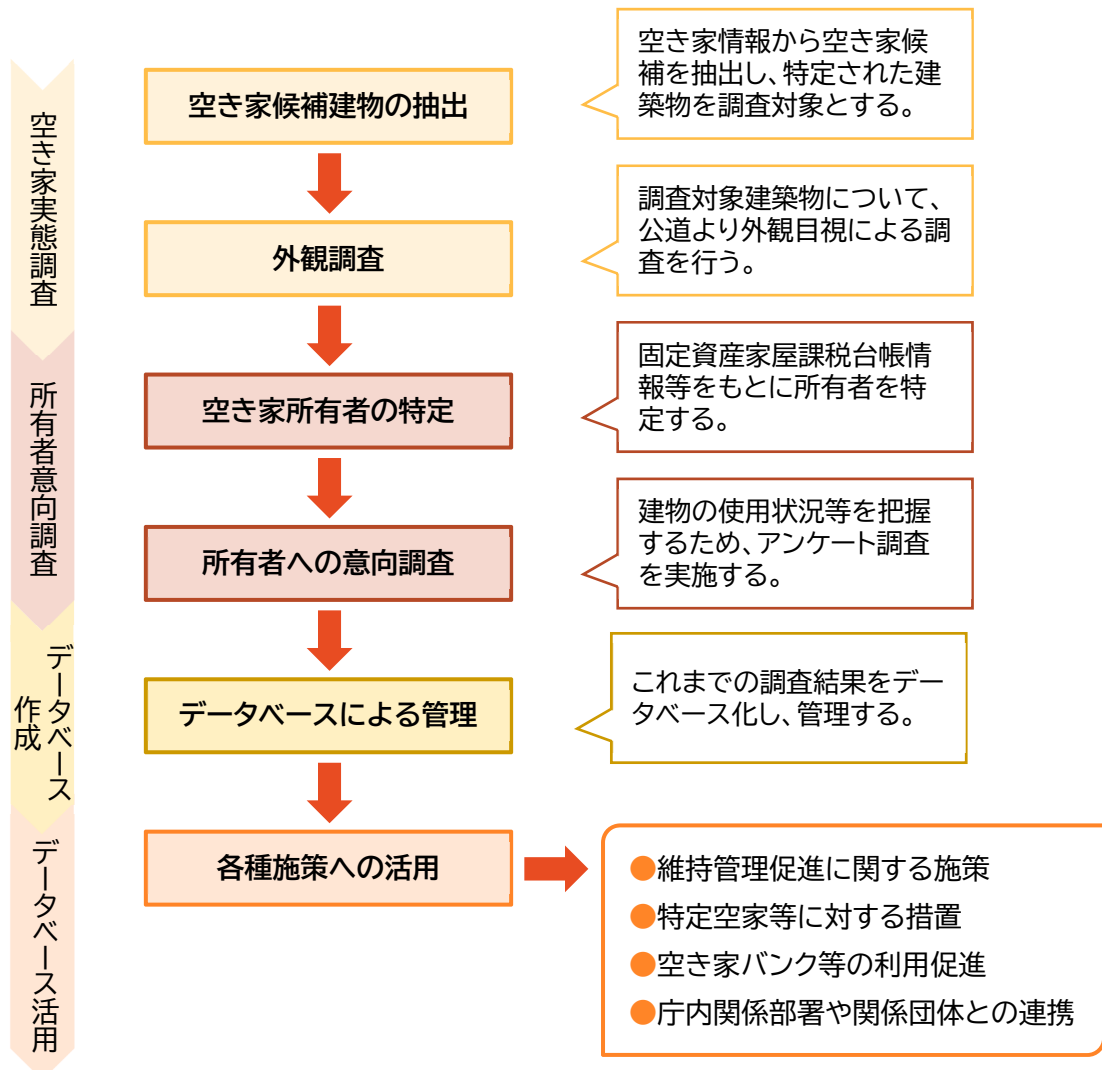 空き家実態調査
空き家候補建物の抽出
空き家情報から空き家候
補を抽出し、特定された建
築物を調査対象とする。
外観調査
調査対象建築物について、
公道より外観目視による調
査を行う。
所有者意向調査
空き家所有者の特定
固定資産家屋課税台帳情
報等をもとに所有者を特
定する。
所有者への意向調査
建物の使用状況等を把握
するため、アンケート調査
を実施する。
データベース
作成
データベースによる管理
これまでの調査結果をデー
タベース化し、管理する。
データベース活用
各種施策への活用
●維持管理促進に関する施策
●特定空家等に対する措置
●空き家バンク等の利用促進
●庁内関係部署や関係団体との連携